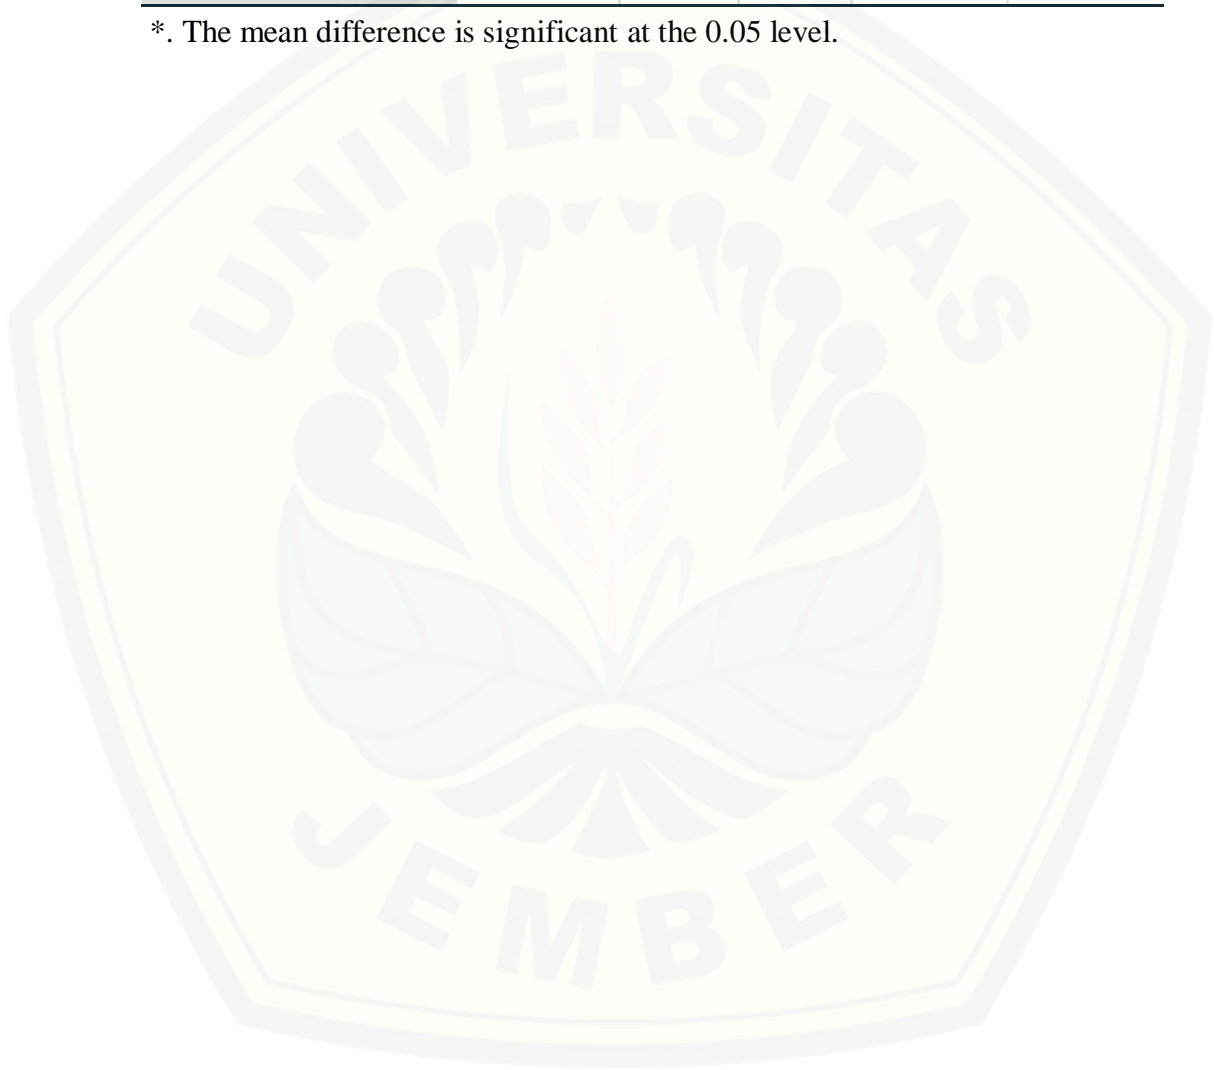 *. The mean difference is significant at the 0.05 level.
UNIVERSITAS
JEMBER